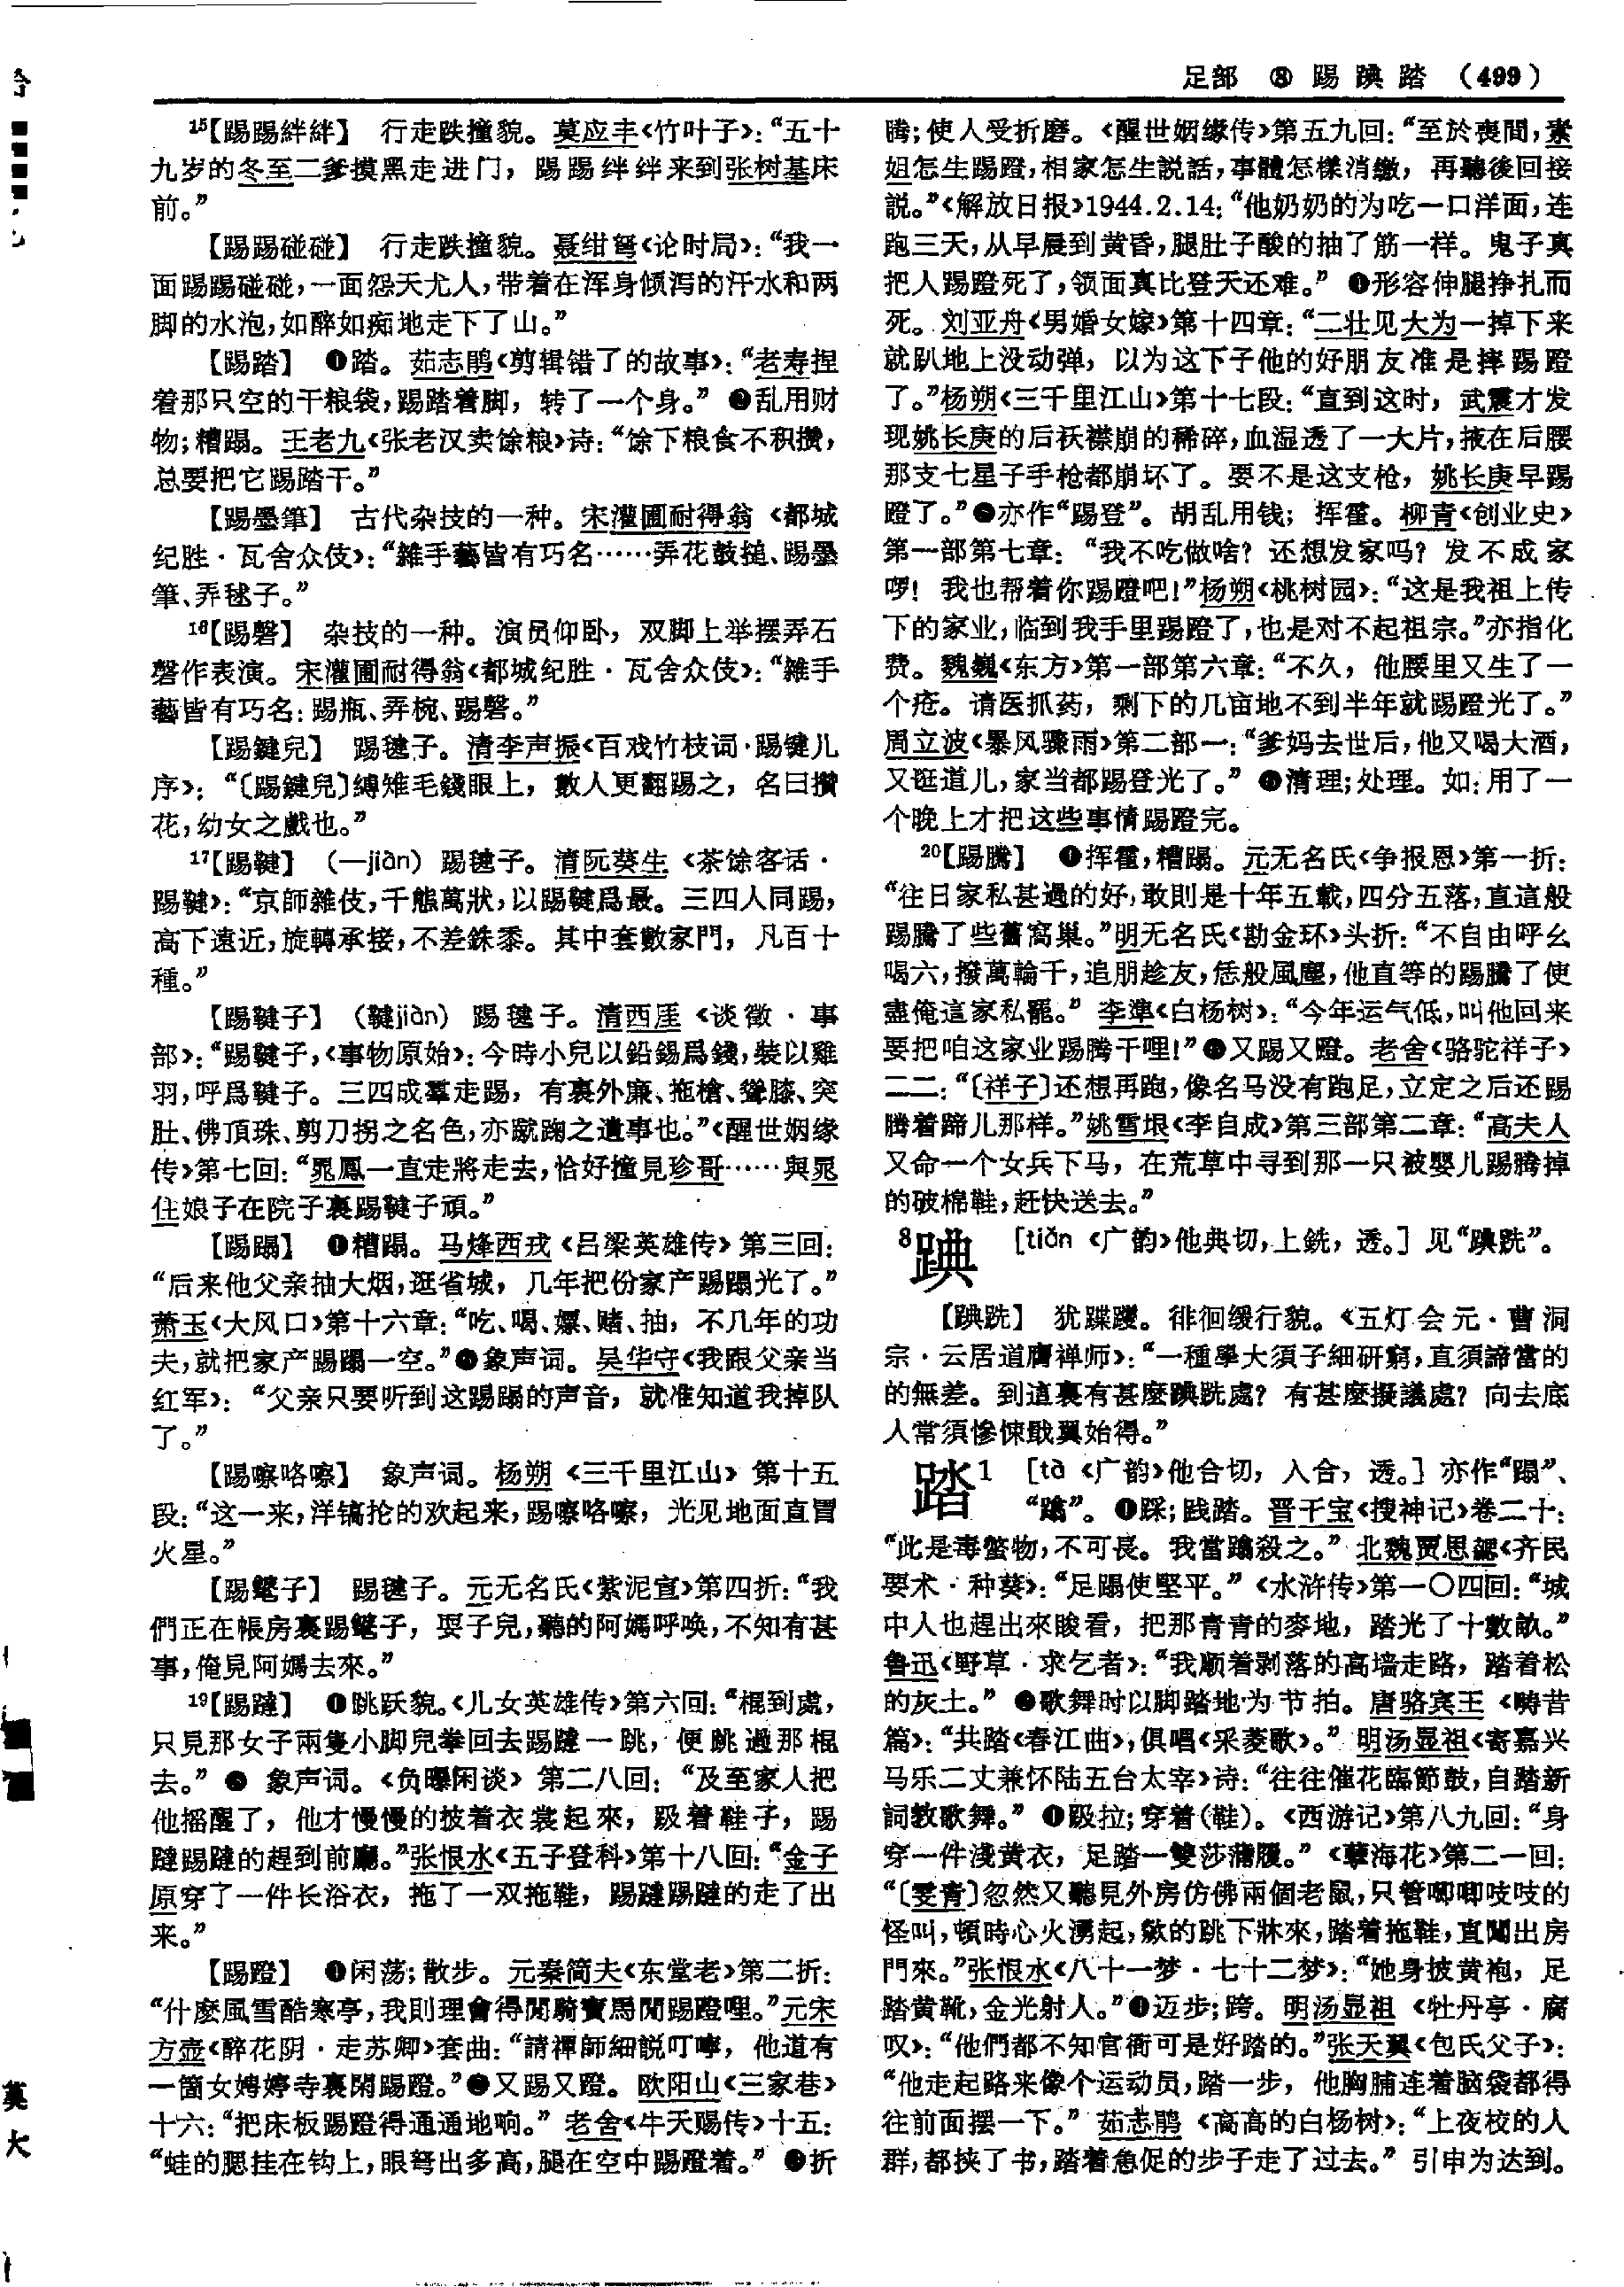 足部 ⑧ 踢 踑 踏 (499)
¹⁵【踢踢絆絆】 行走跌撞貌。莫应丰《竹叶子》：“五十
九岁的冬至二爹摸黑走进门，踢踢绊绊来到张树基床
前。”
【踢踢碰碰】 行走跌撞貌。聂绀弩《论时局》：“我一
面踢踢碰碰，一面怨天尤人，带着在浑身倾泻的汗水和两
脚的水泡，如醉如痴地走下了山。”
【踢踏】 ❶踏。茹志鹃《剪辑错了的故事》：“老寿捏
着那只空的干粮袋，踢踏着脚，转了一个身。” ❷乱用财
物；糟蹋。王老九《张老汉卖馀粮》诗：“馀下粮食不积攒，
总要把它踢踏干。”
【踢墨筆】 古代杂技的一种。宋灌圃耐得翁《都城
纪胜·瓦舍众伎》：“雜手藝皆有巧名……弄花鼓搥、踢墨
筆、弄毬子。”
¹⁶【踢磬】 杂技的一种。演员仰卧，双脚上举摆弄石
磬作表演。宋灌圃耐得翁《都城纪胜·瓦舍众伎》：“雜手
藝皆有巧名：踢瓶、弄椀、踢磬。”
【踢鍵兒】 踢毽子。清李声振《百戏竹枝词·踢键儿
序》：“〔踢鍵兒〕縛雉毛錢眼上，數人更翻踢之，名曰攢
花，幼女之戲也。”
¹⁷【踢鞬】 （—jiàn） 踢毽子。清阮葵生《茶馀客话·
踢鞬》：“京師雜伎，千態萬狀，以踢鞬爲最。三四人同踢，
高下遠近，旋轉承接，不差銖黍。其中套數家門，凡百十
種。”
【踢鞬子】 （鞬jiàn） 踢毽子。清西厓《谈徵·事
部》：“踢鞬子，《事物原始》：今時小兒以鉛錫爲錢，裝以雞
羽，呼爲鞬子。三四成羣走踢，有裏外廉、拖槍、聳膝、突
肚、佛頂珠、剪刀拐之名色，亦蹴踘之遺事也。”《醒世姻缘
传》第七回：“晁鳳一直走將走去，恰好撞見珍哥……與晁
住娘子在院子裏踢鞬子頑。”
【踢蹋】 ❶糟蹋。马烽西戎《吕梁英雄传》第三回：
“后来他父亲抽大烟，逛省城，几年把份家产踢蹋光了。”
萧玉《大风口》第十六章：“吃、喝、嫖、赌、抽，不几年的功
夫，就把家产踢蹋一空。”❷象声词。吴华守《我跟父亲当
红军》：“父亲只要听到这踢蹋的声音，就准知道我掉队
了。”
【踢嚓咯嚓】 象声词。杨朔《三千里江山》第十五
段：“这一来，洋镐抡的欢起来，踢嚓咯嚓，光见地面直冒
火星。”
【踢毽子】 踢毽子。元无名氏《紫泥宣》第四折：“我
們正在帳房裏踢毽子，耍子兒，聽的阿媽呼唤，不知有甚
事，俺見阿媽去來。”
¹⁹【踢躂】 ❶跳跃貌。《儿女英雄传》第六回：“棍到處，
只見那女子兩隻小脚兒拳回去踢躂一跳，便跳過那棍
去。” ❷ 象声词。《负曝闲谈》第二八回：“及至家人把
他摇醒了，他才慢慢的披着衣裳起來，趿着鞋子，踢
躂踢躂的趕到前廳。”张恨水《五子登科》第十八回：“金子
原穿了一件长浴衣，拖了一双拖鞋，踢躂踢躂的走了出
来。”
【踢蹬】 ❶闲荡；散步。元秦简夫《东堂老》第二折：
“什麽風雪酷寒亭，我則理會得閒騎寶馬閒踢蹬哩。”元宋
方壶《醉花阴·走苏卿》套曲：“請禪師細説叮嚀，他道有
一箇女娉婷寺裏閑踢蹬。”❷又踢又蹬。欧阳山《三家巷》
十六：“把床板踢蹬得通通地响。” 老舍《牛天赐传》十五：
“蛙的腮挂在钩上，眼弩出多高，腿在空中踢蹬着。” ❸折
腾；使人受折磨。《醒世姻缘传》第五九回：“至於喪間，素
姐怎生踢蹬，相家怎生説話，事體怎樣消繳，再聽後回接
説。”《解放日报》1944.2.14：“他奶奶的为吃一口洋面，连
跑三天，从早晨到黄昏，腿肚子酸的抽了筋一样。鬼子真
把人踢蹬死了，领面真比登天还难。” ❹形容伸腿挣扎而
死。刘亚舟《男婚女嫁》第十四章：“二壮见大为一掉下来
就趴地上没动弹，以为这下子他的好朋友准是摔踢蹬
了。”杨朔《三千里江山》第十七段：“直到这时，武震才发
现姚长庚的后袄襟崩的稀碎，血湿透了一大片，掖在后腰
那支七星子手枪都崩坏了。要不是这支枪，姚长庚早踢
蹬了。”❺亦作“踢登”。胡乱用钱；挥霍。柳青《创业史》
第一部第七章：“我不吃做啥？还想发家吗？发不成家
啰！我也帮着你踢蹬吧！”杨朔《桃树园》：“这是我祖上传
下的家业，临到我手里踢蹬了，也是对不起祖宗。”亦指化
费。魏巍《东方》第一部第六章：“不久，他腰里又生了一
个疮。请医抓药，剩下的几亩地不到半年就踢蹬光了。”
周立波《暴风骤雨》第二部一：“爹妈去世后，他又喝大酒，
又逛道儿，家当都踢登光了。” ❻清理；处理。如：用了一
个晚上才把这些事情踢蹬完。
²⁰【踢腾】 ❶挥霍，糟蹋。元无名氏《争报恩》第一折：
“往日家私甚過的好，敢則是十年五載，四分五落，直這般
踢騰了些舊窩巢。”明无名氏《勘金环》头折：“不自由呼幺
喝六，撥萬輪千，追朋趁友，恁般風塵，他直等的踢騰了使
盡俺這家私罷。” 李準《白杨树》：“今年运气低，叫他回来
要把咱这家业踢腾干哩！”❷又踢又蹬。老舍《骆驼祥子》
二二：“〔祥子〕还想再跑，像名马没有跑足，立定之后还踢
腾着蹄儿那样。”姚雪垠《李自成》第三部第二章：“高夫人
又命一个女兵下马，在荒草中寻到那一只被婴儿踢腾掉
的破棉鞋，赶快送去。”
⁸踑 [tiǎn 《广韵》他典切，上銑，透。] 见“踑跣”。
【踑跣】 犹蹀躞。徘徊缓行貌。《五灯会元·曹洞
宗·云居道膺禅师》：“一種學大須子細研窮，直須諦當的
的無差。到這裏有甚麽踑跣處？有甚麽擬議處？向去底
人常須慘悚戢翼始得。”
踏¹ [tà 《广韵》他合切，入合，透。] 亦作“蹋”、
“蹹”。❶踩；践踏。晋干宝《搜神记》卷二十：
“此是毒螫物，不可長。我當蹹殺之。” 北魏贾思勰《齐民
要术·种葵》：“足蹋使堅平。”《水浒传》第一〇四回：“城
中人也趕出來睃看，把那青青的麥地，踏光了十數畝。”
鲁迅《野草·求乞者》：“我顺着剥落的高墙走路，踏着松
的灰土。” ❷歌舞时以脚踏地为节拍。唐骆宾王《畴昔
篇》：“共踏《春江曲》，俱唱《采菱歌》。” 明汤显祖《寄嘉兴
马乐二丈兼怀陆五台太宰》诗：“往往催花臨節鼓，自踏新
詞教歌舞。” ❸趿拉；穿着(鞋)。《西游记》第八九回：“身
穿一件淺黄衣，足踏一雙莎蒲履。”《孽海花》第二一回：
“〔雯青〕忽然又聽見外房仿佛兩個老鼠，只管唧唧吱吱的
怪叫，頓時心火湧起，欻的跳下牀來，踏着拖鞋，直闖出房
門來。”张恨水《八十一梦·七十二梦》：“她身披黄袍，足
踏黄靴，金光射人。”❹迈步；跨。明汤显祖《牡丹亭·腐
叹》：“他們都不知官衙可是好踏的。”张天翼《包氏父子》：
“他走起路来像个运动员，踏一步，他胸脯连着脑袋都得
往前面摆一下。” 茹志鹃《高高的白杨树》：“上夜校的人
群，都挟了书，踏着急促的步子走了过去。” 引申为达到。